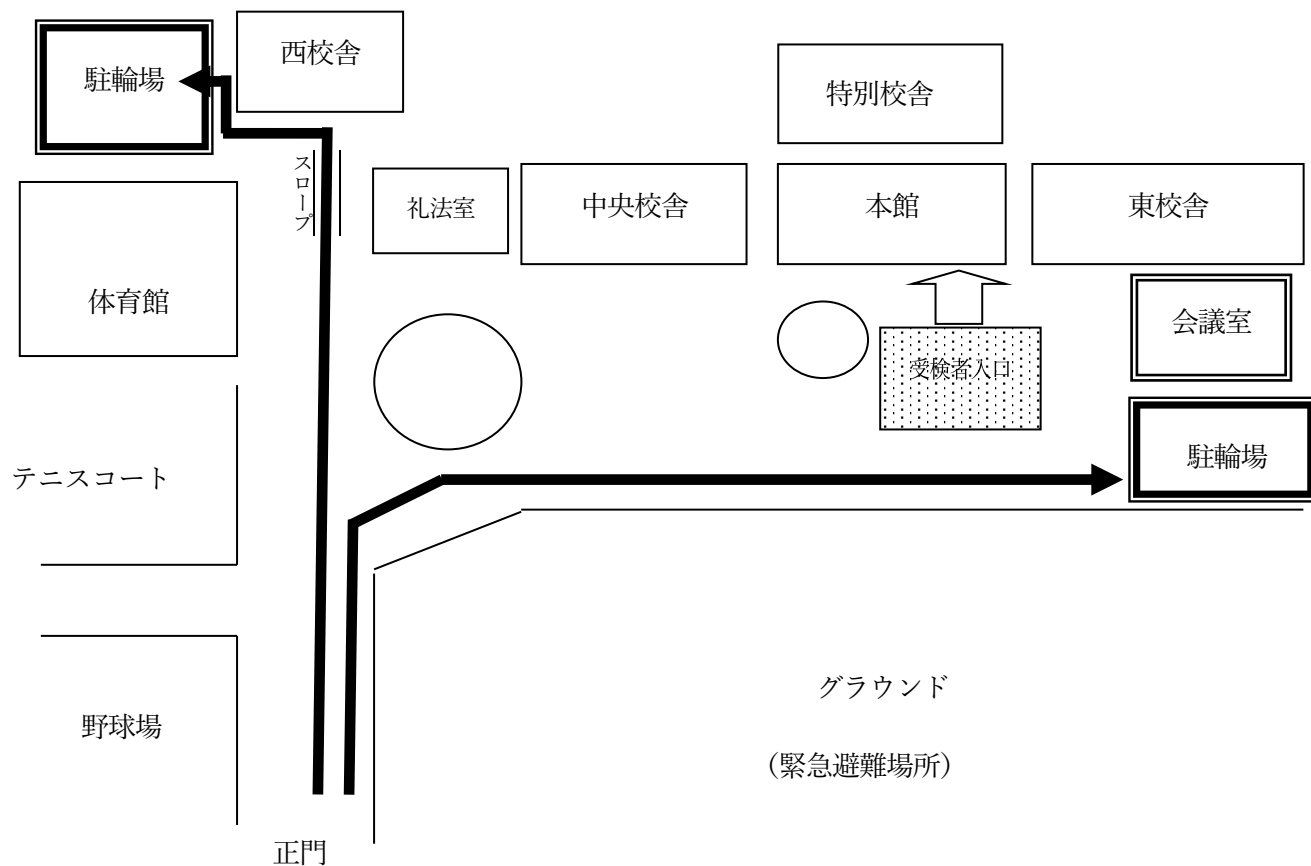 西校舎
駐輪場
特別校舎
スロープ
礼法室
中央校舎
本館
東校舎
体育館
会議室
受検者入口
駐輪場
テニスコート
グラウンド
野球場
（緊急避難場所）
正門